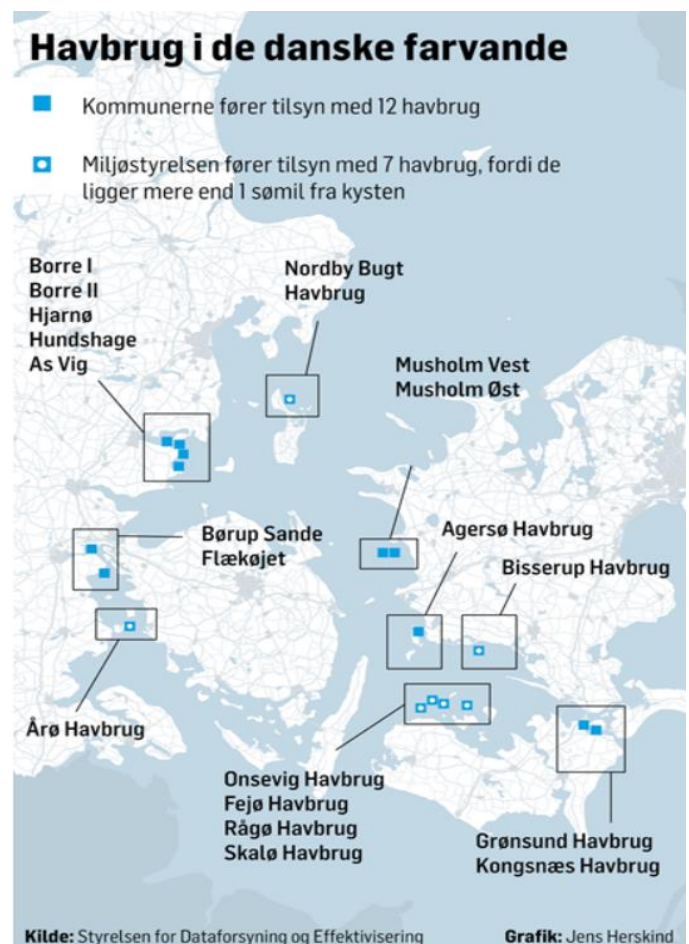 Havbrug i de danske farvande
Kommunerne fører tilsyn med 12 havbrug
Miljøstyrelsen fører tilsyn med 7 havbrug, fordi de
ligger mere end 1 sømil fra kysten
Borre I
Borre II
Hjarnø
Hundshage
As Vig
Nordby Bugt
Havbrug
Musholm Vest
Musholm Øst
Børup Sande
Flækøjet
Agersø Havbrug
Bisserup Havbrug
Årø Havbrug
Onsevig Havbrug
Fejø Havbrug
Rågø Havbrug
Skalø Havbrug
Grønsund Havbrug
Kongsnæs Havbrug
Kilde: Styrelsen for Dataforsyning og Effektivisering
Grafik: Jens Herskind